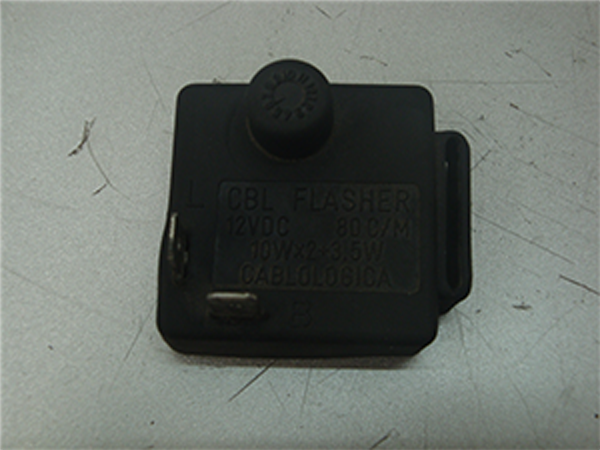 L CBL FLASHER
12VDC 80 C/M
10Wx2+3.5W
CABLOLOGICA
B